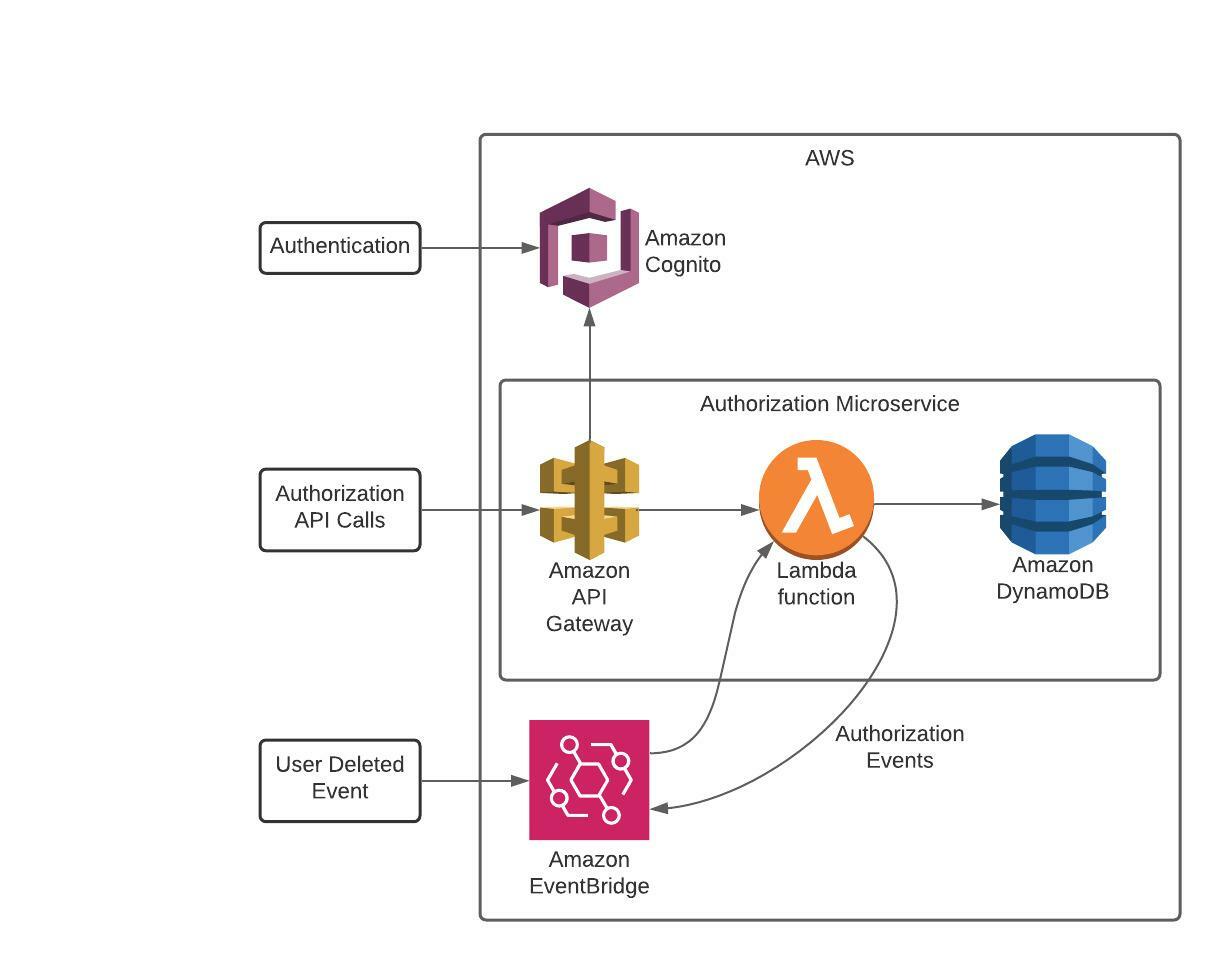 AWS
Authentication
Amazon
Cognito
Authorization Microservice
Authorization
API Calls
Amazon
API
Gateway
Lambda
function
Amazon
DynamoDB
User Deleted
Event
Authorization
Events
Amazon
EventBridge